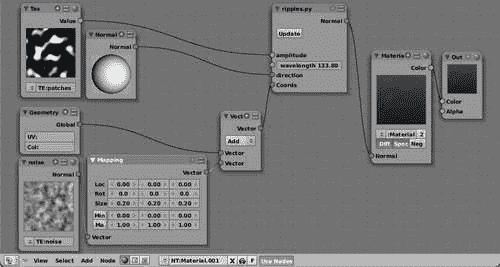 Tex
Value
TE:patches
Normal
Normal
ripples.py
Normal
Update
amplitude
wavelength 133.80
direction
Coords
Materia
Color
:Material 2
Diff Spec Neg
Normal
Out
Color
Alpha
Geometry
Global
UV:
Col:
Vect
Vector
Add
Vector
Vector
noise
Normal
TE:noise
Mapping
Vector
Loc 0.00 0.00 0.00
Rot 0.0 0.0 0.0
Size 0.20 0.20 0.20
Min 0.00 0.00 0.00
Ma 1.00 1.00 1.00
Vector
View Select Add Node NT:Material.001 X F Use Nodes